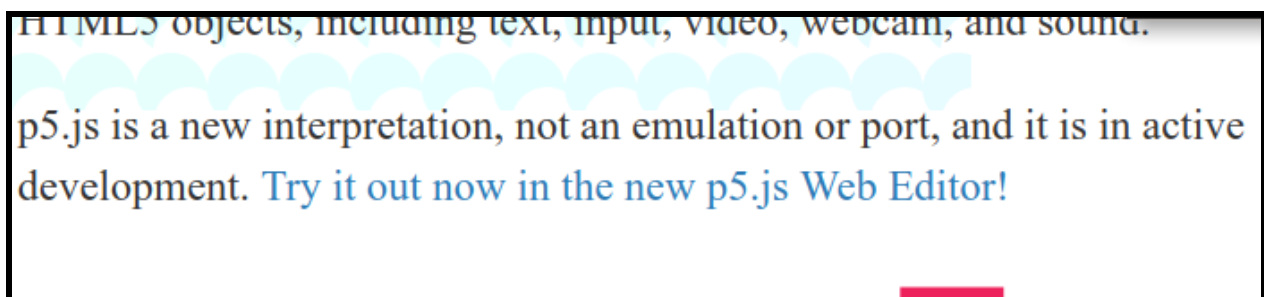 HTML5 objects, including text, input, video, webcam, and sound.
p5.js is a new interpretation, not an emulation or port, and it is in active
development. Try it out now in the new p5.js Web Editor!